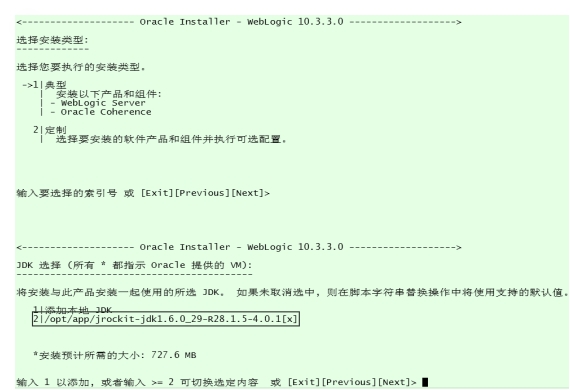 <------------------- Oracle Installer - WebLogic 10.3.3.0 ------------------>
选择安装类型:
-------------
选择您要执行的安装类型。
->1|典型
| 安装以下产品和组件:
| - WebLogic Server
| - Oracle Coherence
2|定制
| 选择要安装的软件产品和组件并执行可选配置。
输入要选择的索引号 或 [Exit][Previous][Next]>
<------------------- Oracle Installer - WebLogic 10.3.3.0 ------------------>
JDK 选择 (所有 * 都指示 Oracle 提供的 VM):
----------------------------------------
将安装与此产品安装一起使用的所选 JDK。 如果未取消选中, 则在脚本字符串替换操作中将使用支持的默认值。
1|添加本地 JDK
2|/opt/app/jrockit-jdk1.6.0_29-R28.1.5-4.0.1[x]
*安装预计所需的大小: 727.6 MB
输入 1 以添加, 或者输入 >= 2 可切换选定内容 或 [Exit][Previous][Next]>